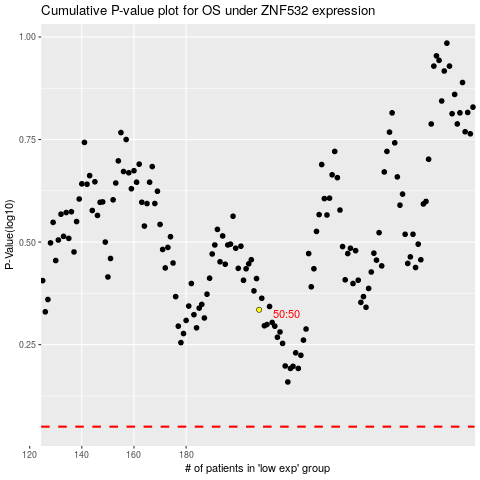 Cumulative P-value plot for OS under ZNF532 expression
P-Value(log10)
1.00
0.75
0.50
0.25
50:50
120 140 160 180
# of patients in 'low exp' group